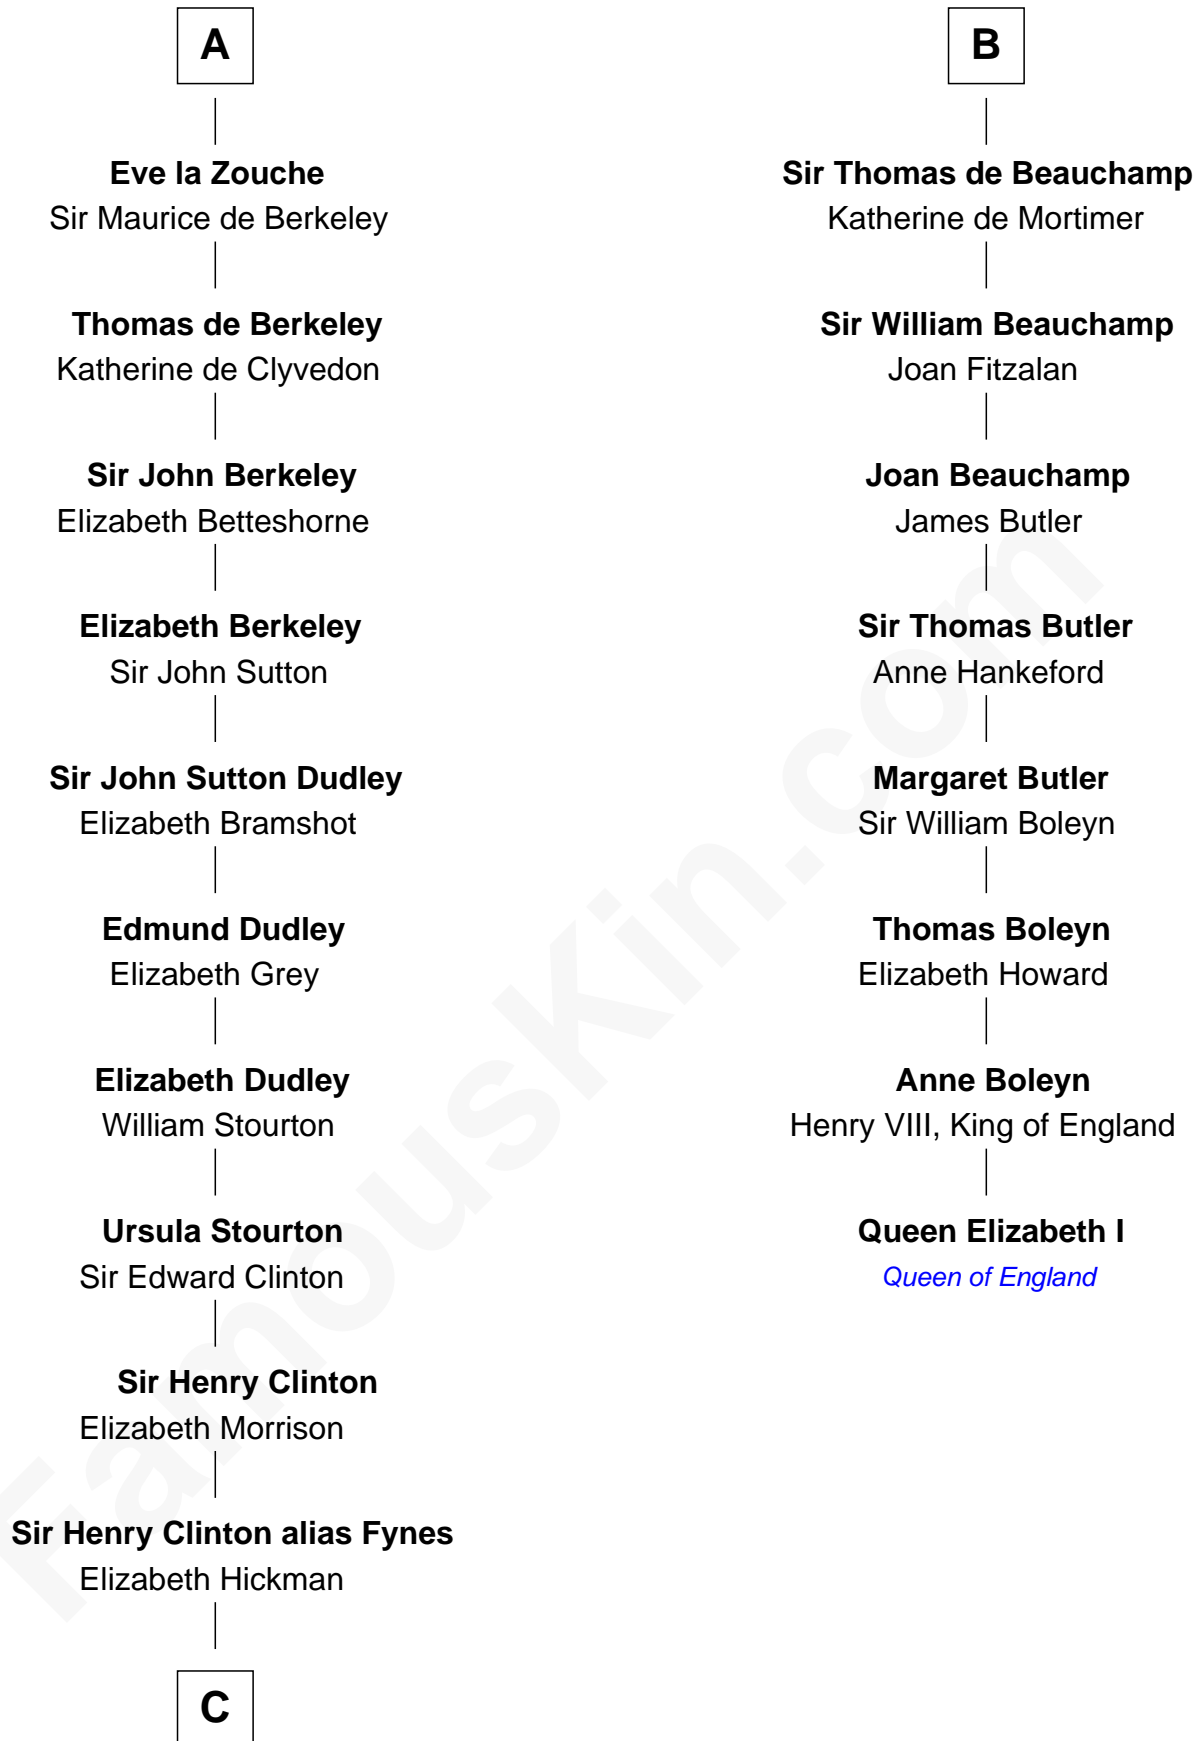 A
Eve la Zouche
Sir Maurice de Berkeley
Thomas de Berkeley
Katherine de Clyvedon
Sir John Berkeley
Elizabeth Betteshorne
Elizabeth Berkeley
Sir John Sutton
Sir John Sutton Dudley
Elizabeth Bramshot
Edmund Dudley
Elizabeth Grey
Elizabeth Dudley
William Stourton
Ursula Stourton
Sir Edward Clinton
Sir Henry Clinton
Elizabeth Morrison
Sir Henry Clinton alias Fynes
Elizabeth Hickman
C
B
Sir Thomas de Beauchamp
Katherine de Mortimer
Sir William Beauchamp
Joan Fitzalan
Joan Beauchamp
James Butler
Sir Thomas Butler
Anne Hankeford
Margaret Butler
Sir William Boleyn
Thomas Boleyn
Elizabeth Howard
Anne Boleyn
Henry VIII, King of England
Queen Elizabeth I
Queen of England
FamousKin.com